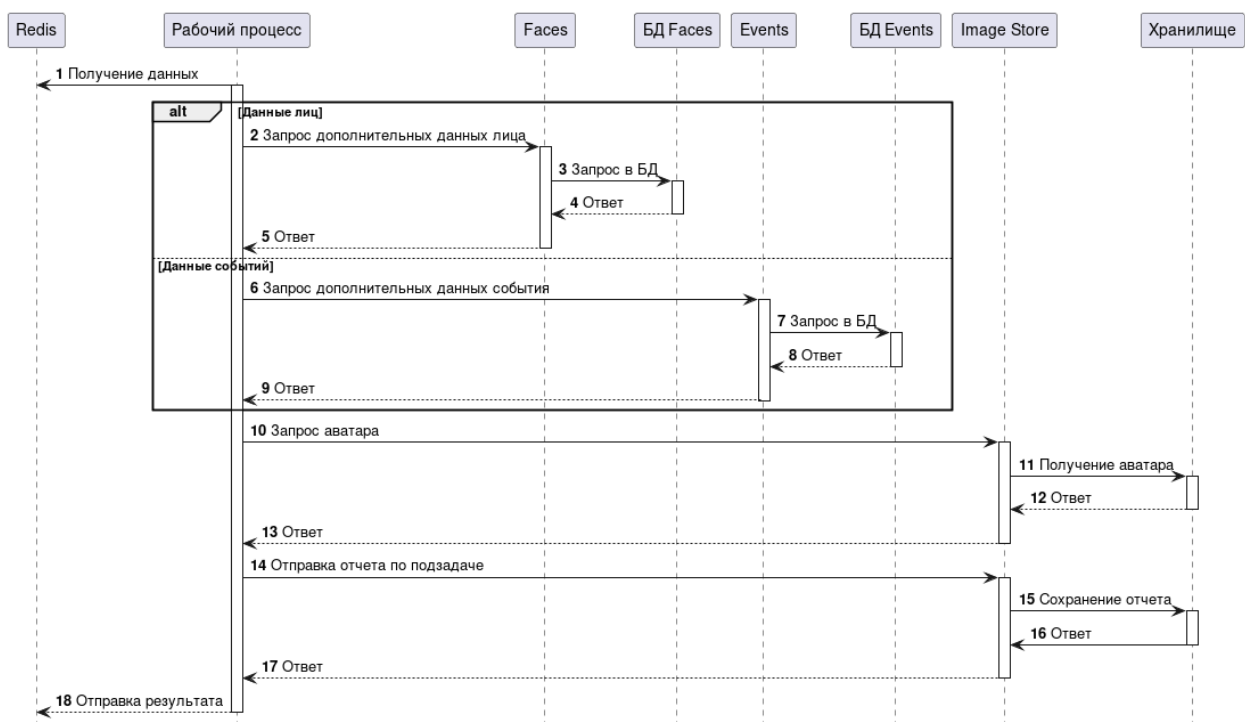 Redis
Рабочий процесс
Faces
БД Faces
Events
БД Events
Image Store
Хранилище
1 Получение данных
alt
[Данные лиц]
2 Запрос дополнительных данных лица
3 Запрос в БД
4 Ответ
5 Ответ
[Данные событий]
6 Запрос дополнительных данных события
7 Запрос в БД
8 Ответ
9 Ответ
10 Запрос аватара
11 Получение аватара
12 Ответ
13 Ответ
14 Отправка отчета по подзадаче
15 Сохранение отчета
16 Ответ
17 Ответ
18 Отправка результата